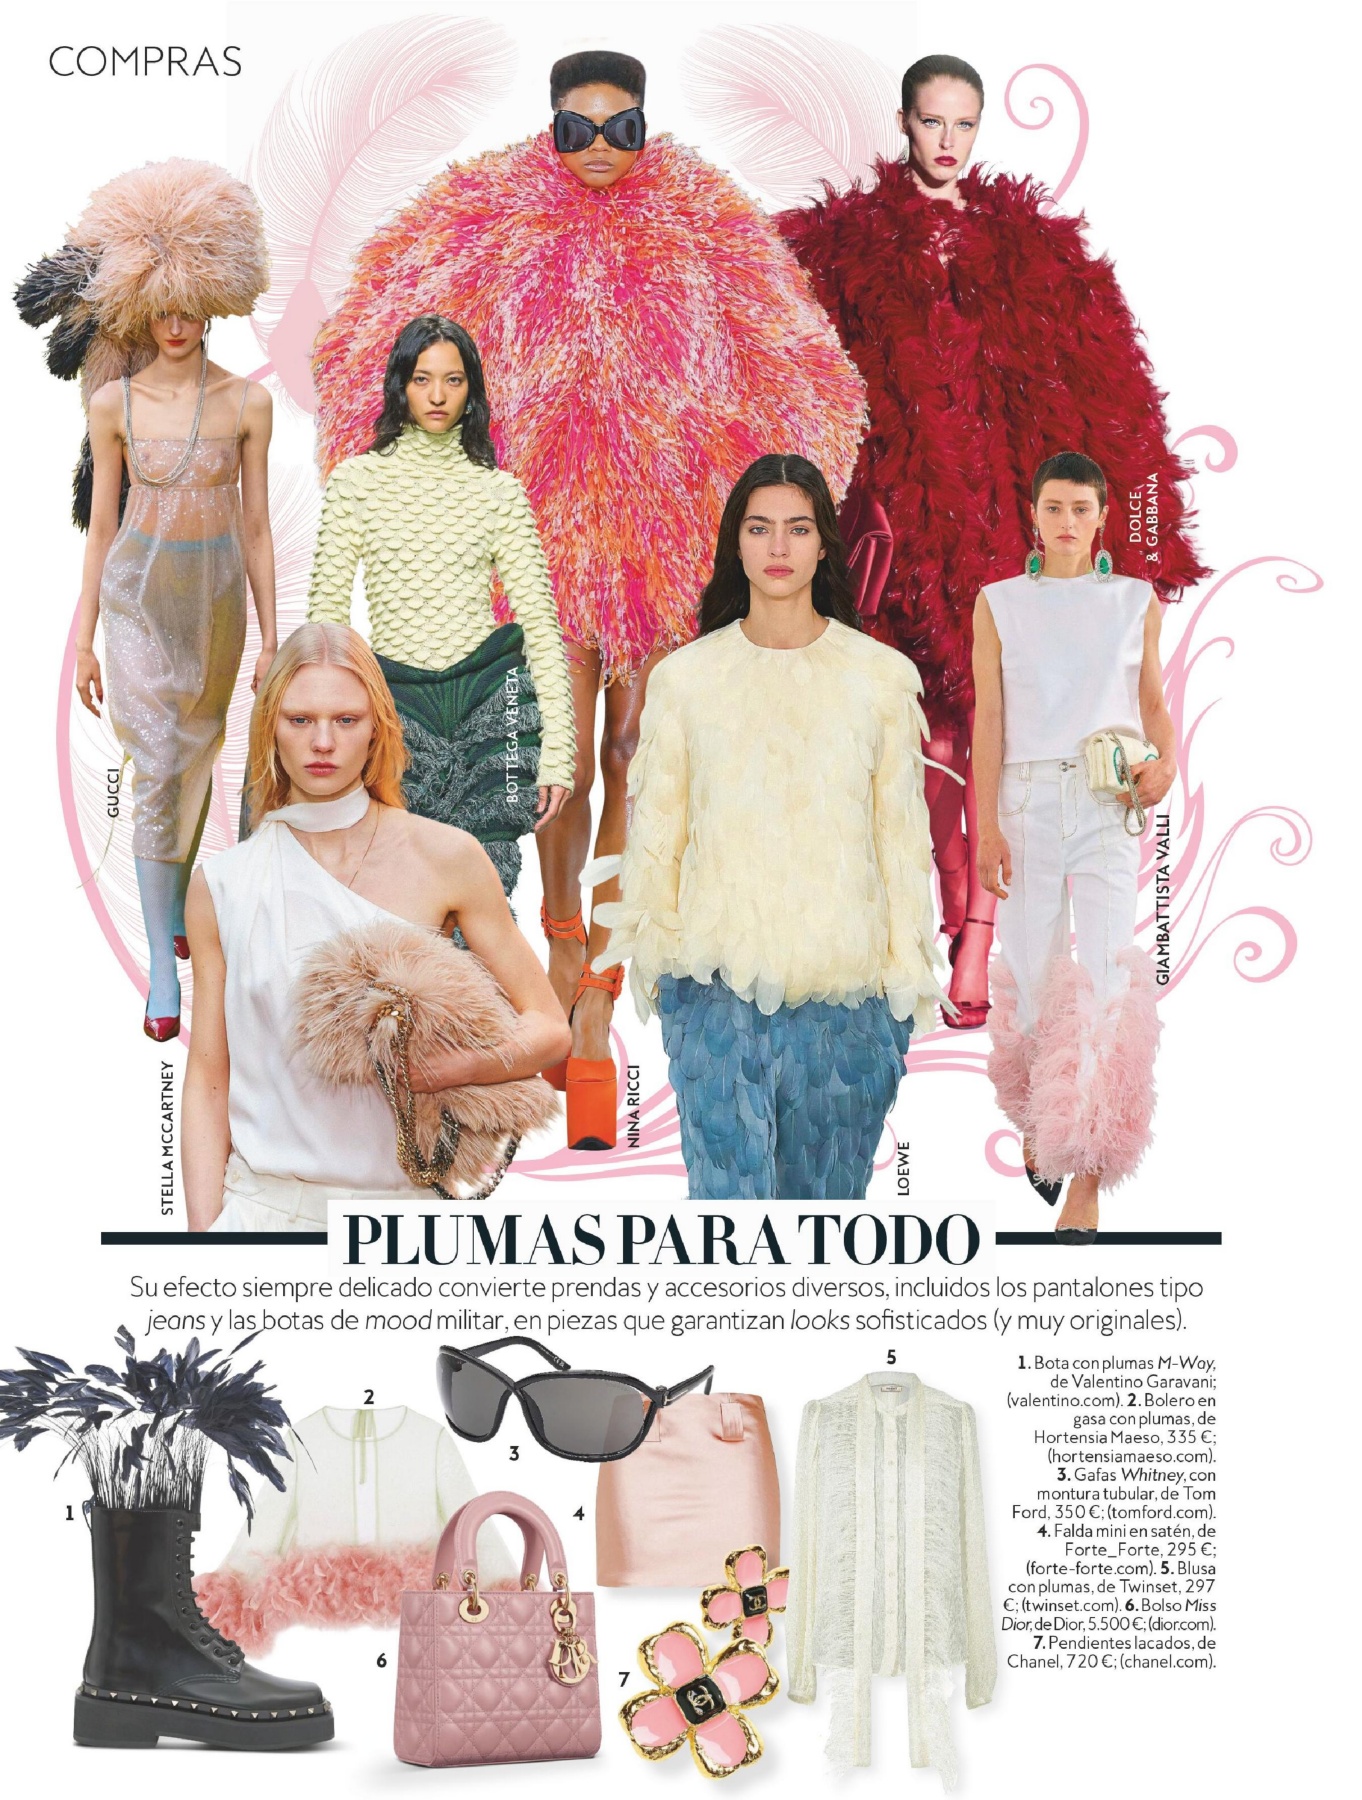 COMPRAS
DOLCE
& GABBANA
BOTTEGA VENETA
GUCCI
GIAMBATTISTA VALLI
STELLA MCCARTNEY
NINA RICCI
LOEWE
PLUMAS PARA TODO
Su efecto siempre delicado convierte prendas y accesorios diversos, incluidos los pantalones tipo
jeans y las botas de mood militar, en piezas que garantizan looks sofisticados (y muy originales).
1
2
3
4
5
6
7
1. Bota con plumas M-Way,
de Valentino Garavani;
(valentino.com). 2. Bolero en
gasa con plumas, de
Hortensia Maeso, 335 €;
(hortensiamaeso.com).
3. Gafas Whitney, con
montura tubular, de Tom
Ford, 350 €; (tomford.com).
4. Falda mini en satén, de
Forte_Forte, 295 €;
(forte-forte.com). 5. Blusa
con plumas, de Twinset, 297
€; (twinset.com). 6. Bolso Miss
Dior, de Dior, 5.500 €; (dior.com).
7. Pendientes lacados, de
Chanel, 720 €; (chanel.com).